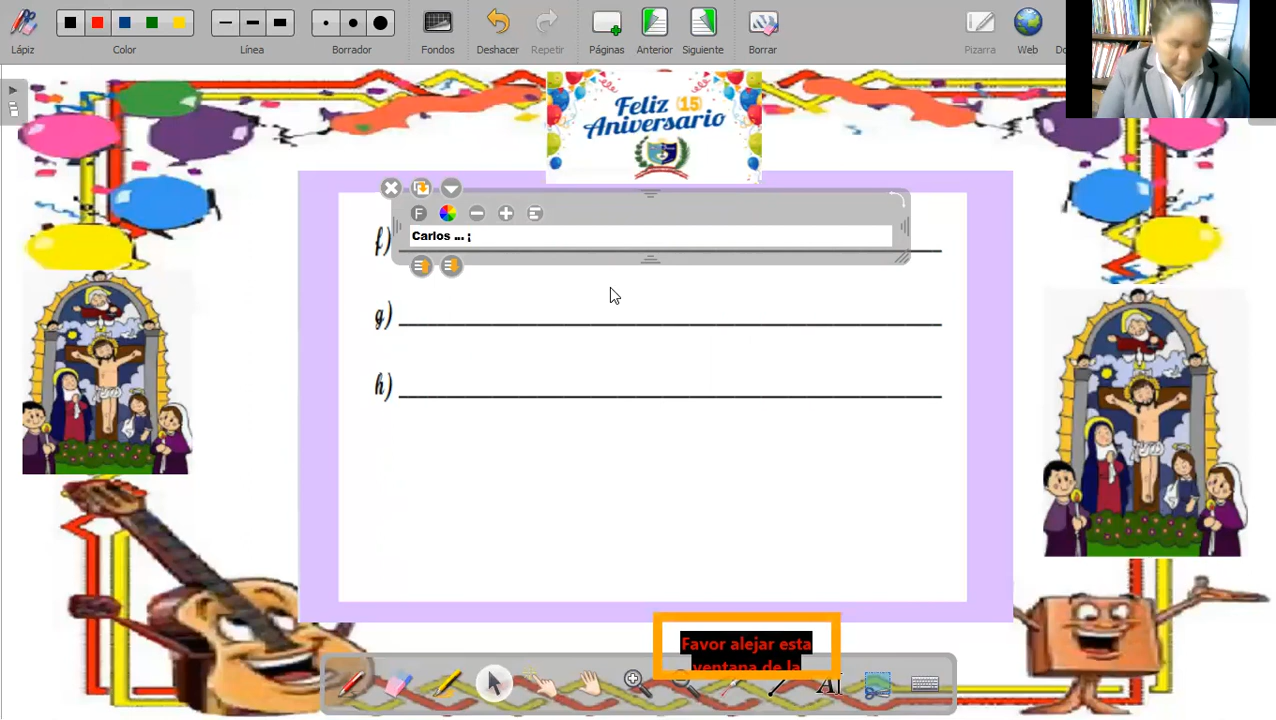 Lápiz
Color
Línea
Borrador
Fondos
Deshacer
Repetir
Páginas
Anterior
Siguiente
Borrar
Pizarra
Web
Feliz 15
Aniversario
F
Carlos ... ¡
f)
g)
h)
Favor alejar esta
ventana de la
AI